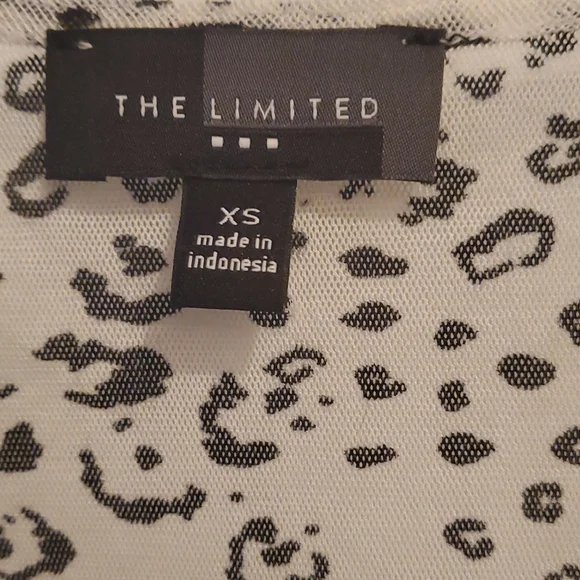 THE LIMITED
XS
made in
indonesia